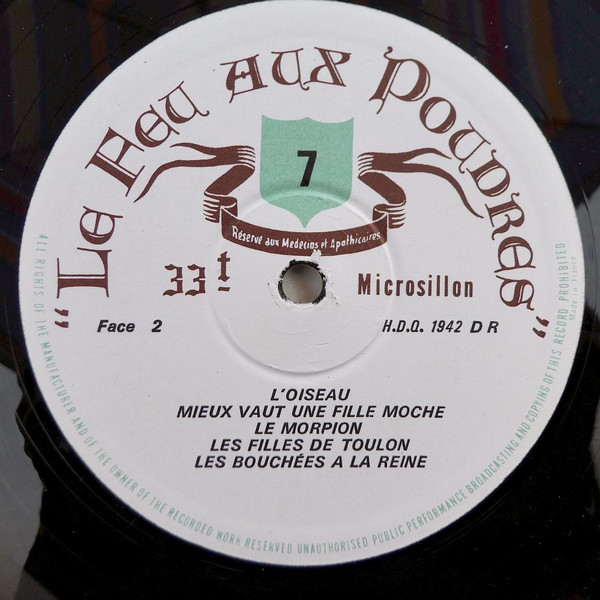 "LE FEU AUX POUDRES"
7
Réservé aux Médecins et Apothicaires
33t Microsillon
Face 2 H.D.Q. 1942 D R
L'OISEAU
MIEUX VAUT UNE FILLE MOCHE
LE MORPION
LES FILLES DE TOULON
LES BOUCHÉES A LA REINE
ALL RIGHTS OF THE MANUFACTURER AND OF THE OWNER OF THE RECORDED WORK RESERVED UNAUTHORISED PUBLIC PERFORMANCE BROADCASTING AND COPYING OF THIS RECORD PROHIBITED
Made in France